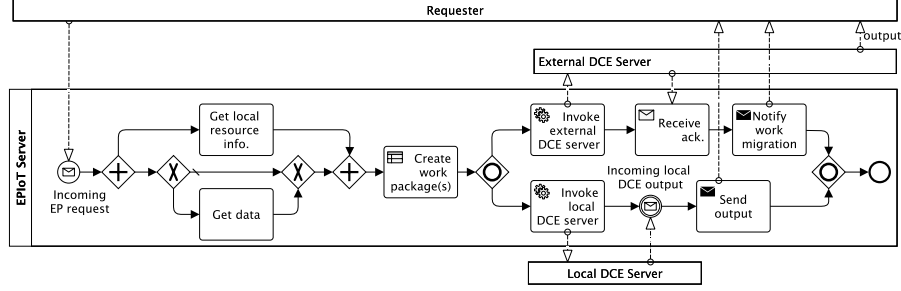 Requester
output
External DCE Server
EPIoT Server
Get local
resource
info.
Invoke
external
DCE server
Receive
ack.
Notify
work
migration
Incoming
EP request
Create
work
package(s)
Incoming local
DCE output
Get data
Invoke
local
DCE server
Send
output
Local DCE Server